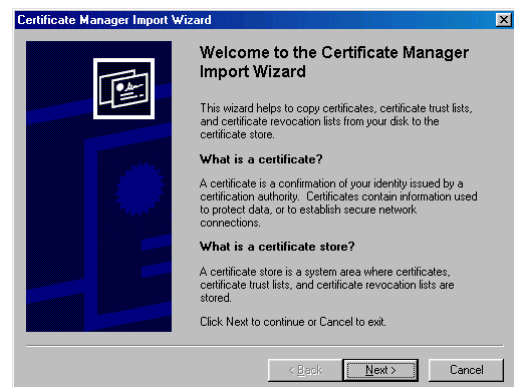 Certificate Manager Import Wizard
Welcome to the Certificate Manager
Import Wizard
This wizard helps to copy certificates, certificate trust lists,
and certificate revocation lists from your disk to the
certificate store.
What is a certificate?
A certificate is a confirmation of your identity issued by a
certification authority. Certificates contain information used
to protect data, or to establish secure network
connections.
What is a certificate store?
A certificate store is a system area where certificates,
certificate trust lists, and certificate revocation lists are
stored.
Click Next to continue or Cancel to exit.
< Back Next > Cancel